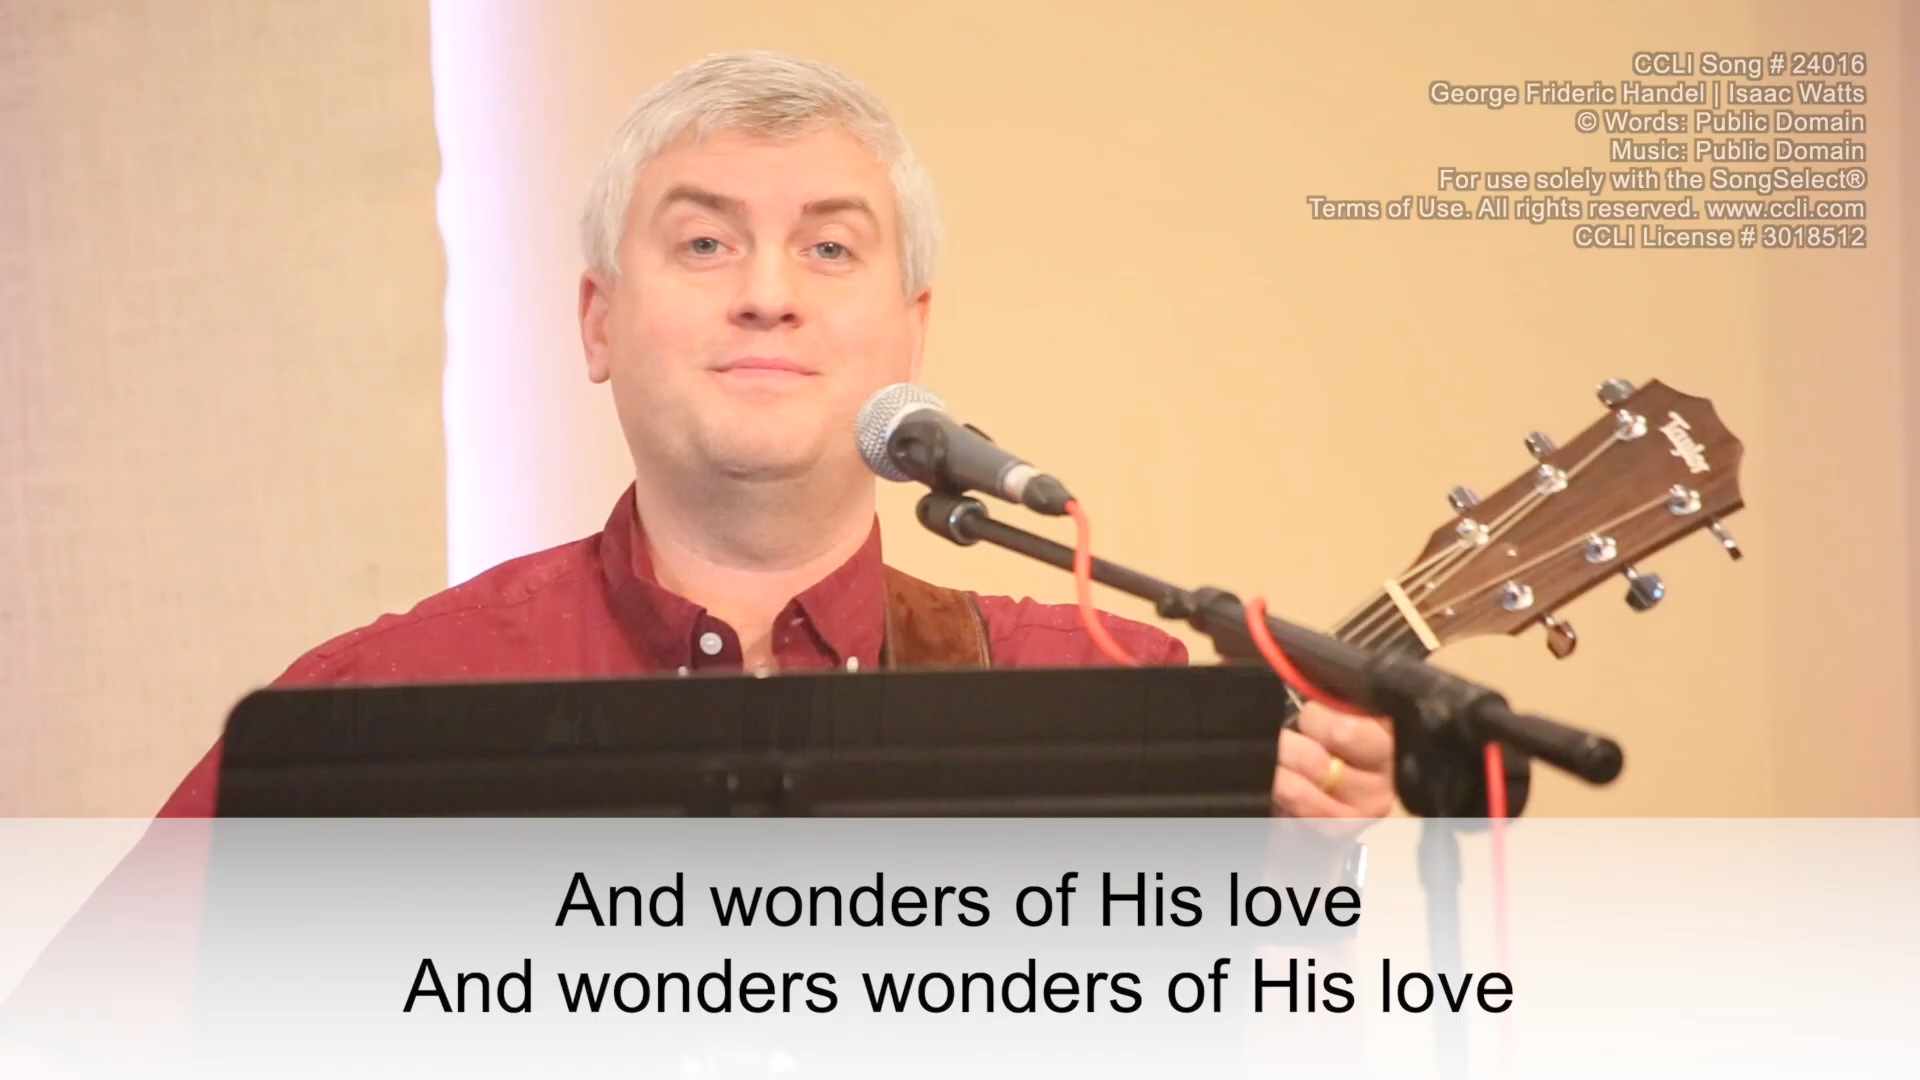 CCLI Song # 24016
George Frideric Handel | Isaac Watts
© Words: Public Domain
Music: Public Domain
For use solely with the SongSelect®
Terms of Use. All rights reserved. www.ccli.com
CCLI License # 3018512
Taylor
And wonders of His love
And wonders wonders of His love